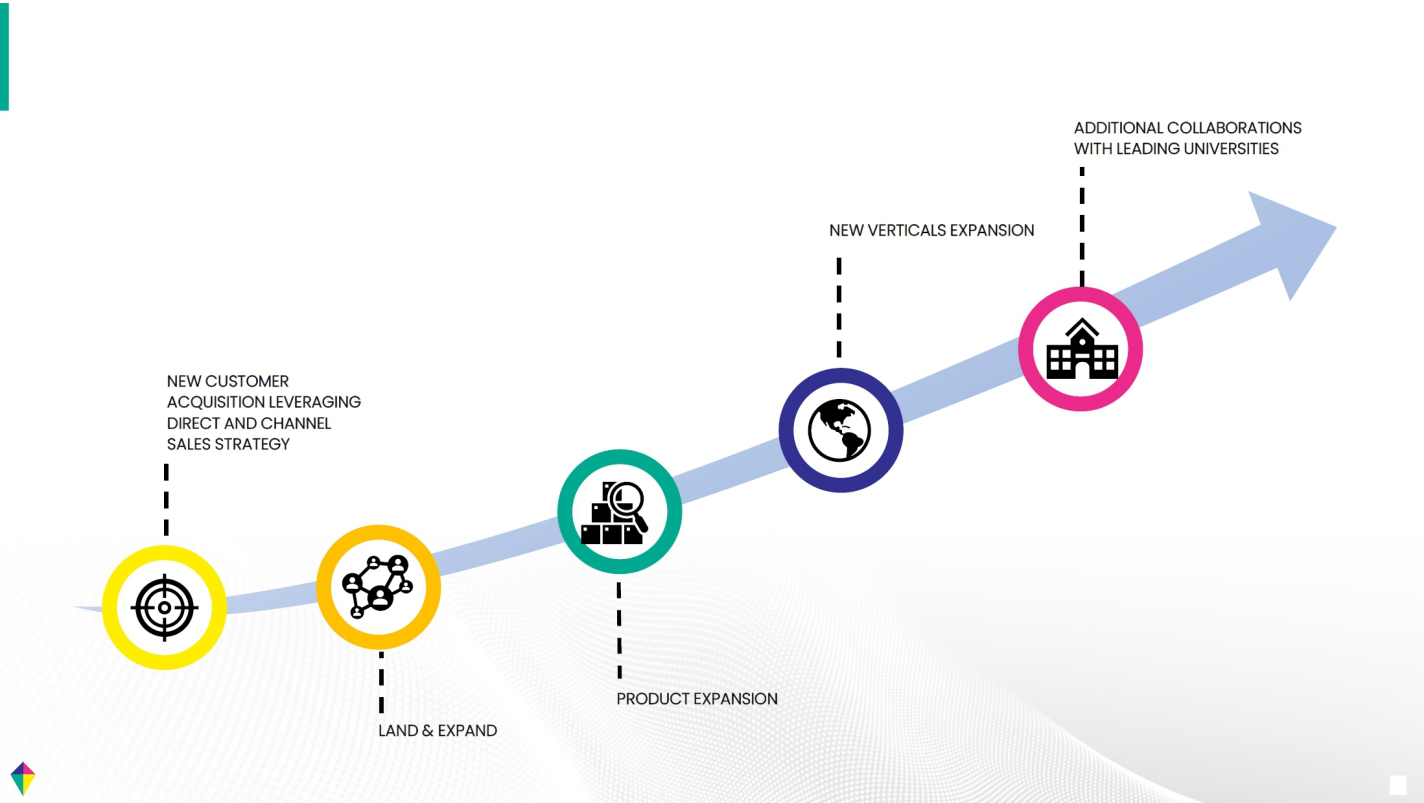 NEW CUSTOMER
ACQUISITION LEVERAGING
DIRECT AND CHANNEL
SALES STRATEGY
LAND & EXPAND
PRODUCT EXPANSION
NEW VERTICALS EXPANSION
ADDITIONAL COLLABORATIONS
WITH LEADING UNIVERSITIES